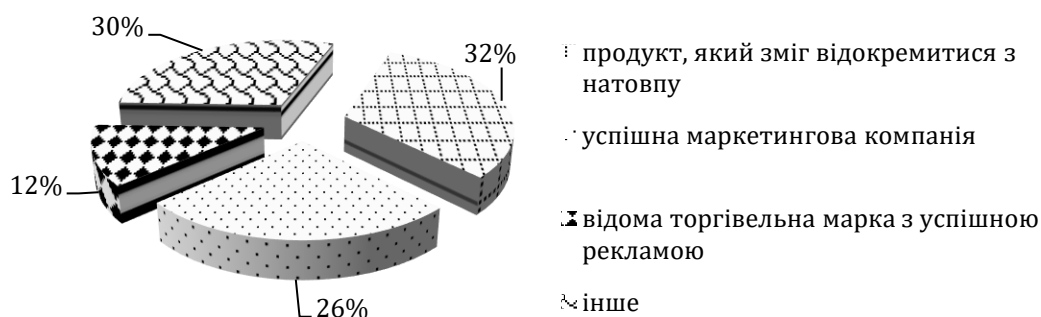 30%
32%
12%
26%
продукт, який зміг відокремитися з
натовпу
успішна маркетингова компанія
відома торгівельна марка з успішною
рекламою
інше